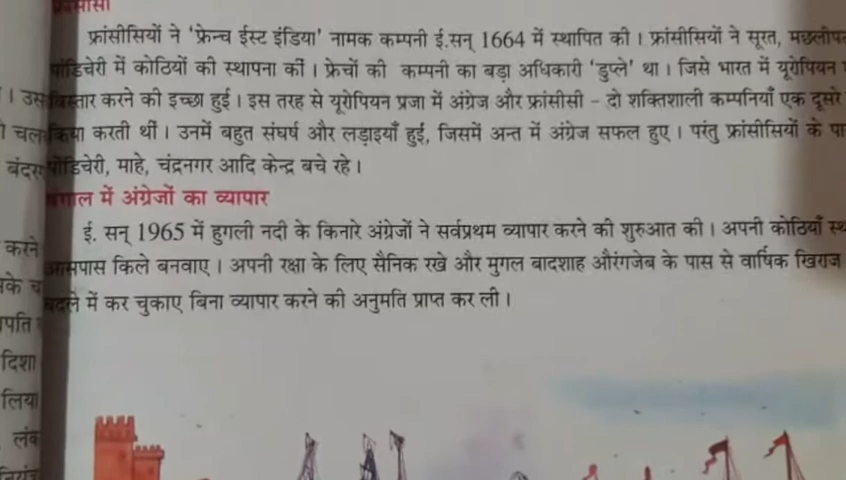 फ्रांसीसियों ने 'फ्रेन्च ईस्ट इंडिया' नामक कम्पनी ई.सन् 1664 में स्थापित की । फ्रांसीसियों ने सूरत,
पांडिचेरी में कोठियों की स्थापना कीं । फ्रेचों की कम्पनी का बड़ा अधिकारी 'डुप्ले' था । जिसे भारत में यूरोपियन
। उस
विस्तार करने की इच्छा हुई । इस तरह से यूरोपियन प्रजा में अंग्रेज और फ्रांसीसी - दो शक्तिशाली कम्पनियाँ एक दूसरे
चल
किया करती थीं । उनमें बहुत संघर्ष और लड़ाइयाँ हुईं, जिसमें अन्त में अंग्रेज सफल हुए । परंतु फ्रांसीसियों के
पांडिचेरी, माहे, चंद्रनगर आदि केन्द्र बचे रहे ।
में अंग्रेजों का व्यापार
ई. सन् 1965 में हुगली नदी के किनारे अंग्रेजों ने सर्वप्रथम व्यापार करने की शुरुआत की । अपनी कोठियाँ
करने
आसपास किले बनवाए । अपनी रक्षा के लिए सैनिक रखे और मुगल बादशाह औरंगजेब के पास से वार्षिक खिराज
के
बदले में कर चुकाए बिना व्यापार करने की अनुमति प्राप्त कर ली ।
दिशा
लिया